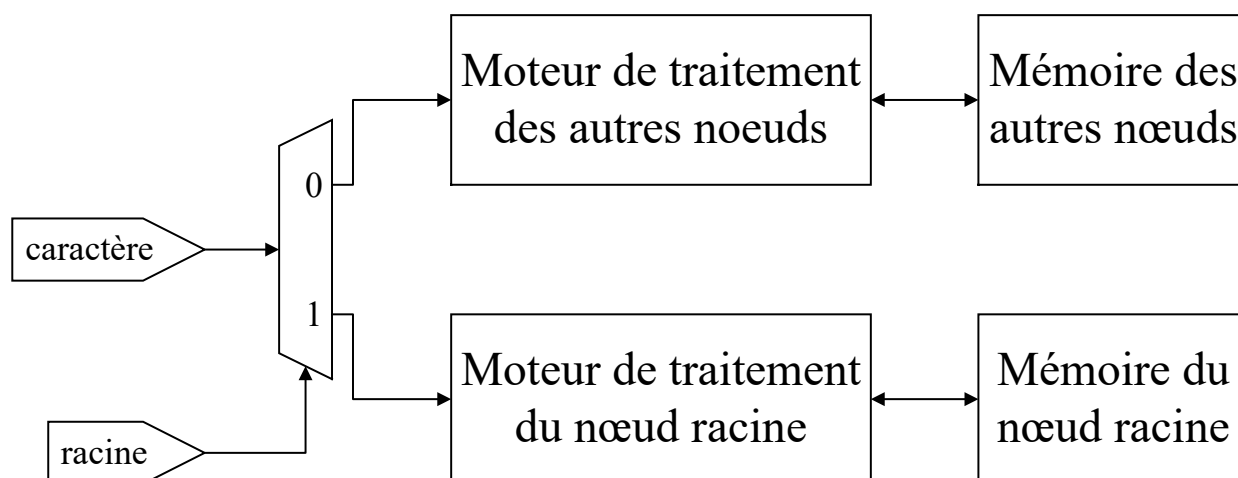 Moteur de traitement
des autres noeuds
Mémoire des
autres nœuds
0
caractère
1
Moteur de traitement
du nœud racine
Mémoire du
nœud racine
racine